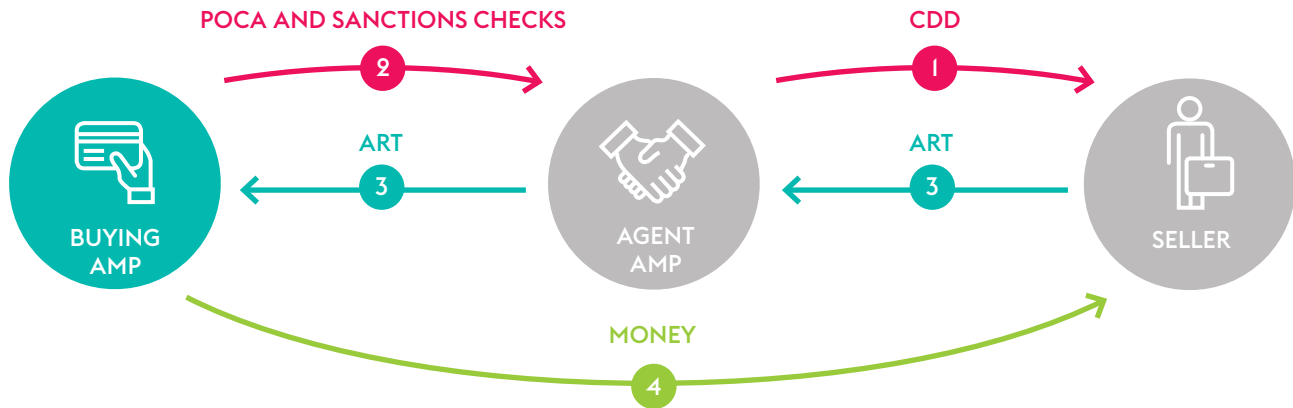 POCA AND SANCTIONS CHECKS
CDD
2
1
ART
ART
3
3
BUYING
AMP
AGENT
AMP
SELLER
MONEY
4